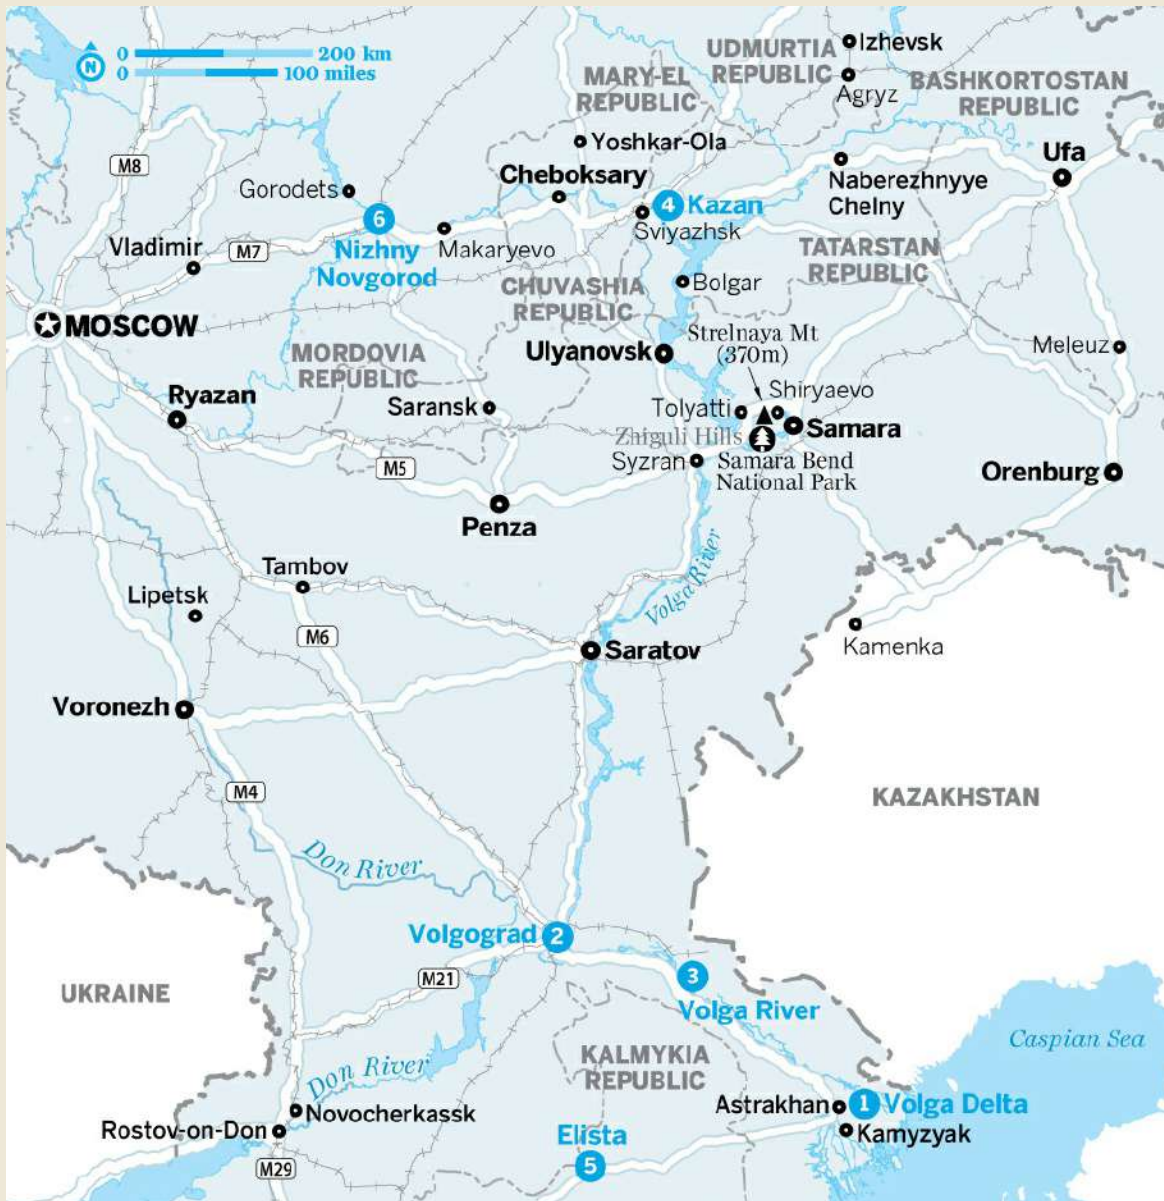 N
0 200 km
0 100 miles
UDMURTIA
REPUBLIC
Izhevsk
Agryz
MARY-EL
REPUBLIC
BASHKORTOSTAN
REPUBLIC
Yoshkar-Ola
M8
Ufa
Gorodets
Cheboksary
Naberezhnyye
Chelny
6
Nizhny
Novgorod
4 Kazan
Sviyazhsk
Vladimir
M7
Makaryevo
TATARSTAN
REPUBLIC
CHUVASHIA
REPUBLIC
Bolgar
MOSCOW
Strelnaya Mt
(370m)
MORDOVIA
REPUBLIC
Ulyanovsk
Meleuz
Ryazan
Saransk
Shiryaevo
Tolyatti
Samara
Zhiguli Hills
Syzran
Samara Bend
National Park
M5
Orenburg
Penza
Tambov
Lipetsk
Volga River
M6
Kamenka
Saratov
Voronezh
M4
KAZAKHSTAN
Don River
Volgograd 2
M21
3
Volga River
UKRAINE
Caspian Sea
KALMYKIA
REPUBLIC
Don River
Novocherkassk
Astrakhan
1 Volga Delta
Rostov-on-Don
Kamyzyak
Elista
5
M29